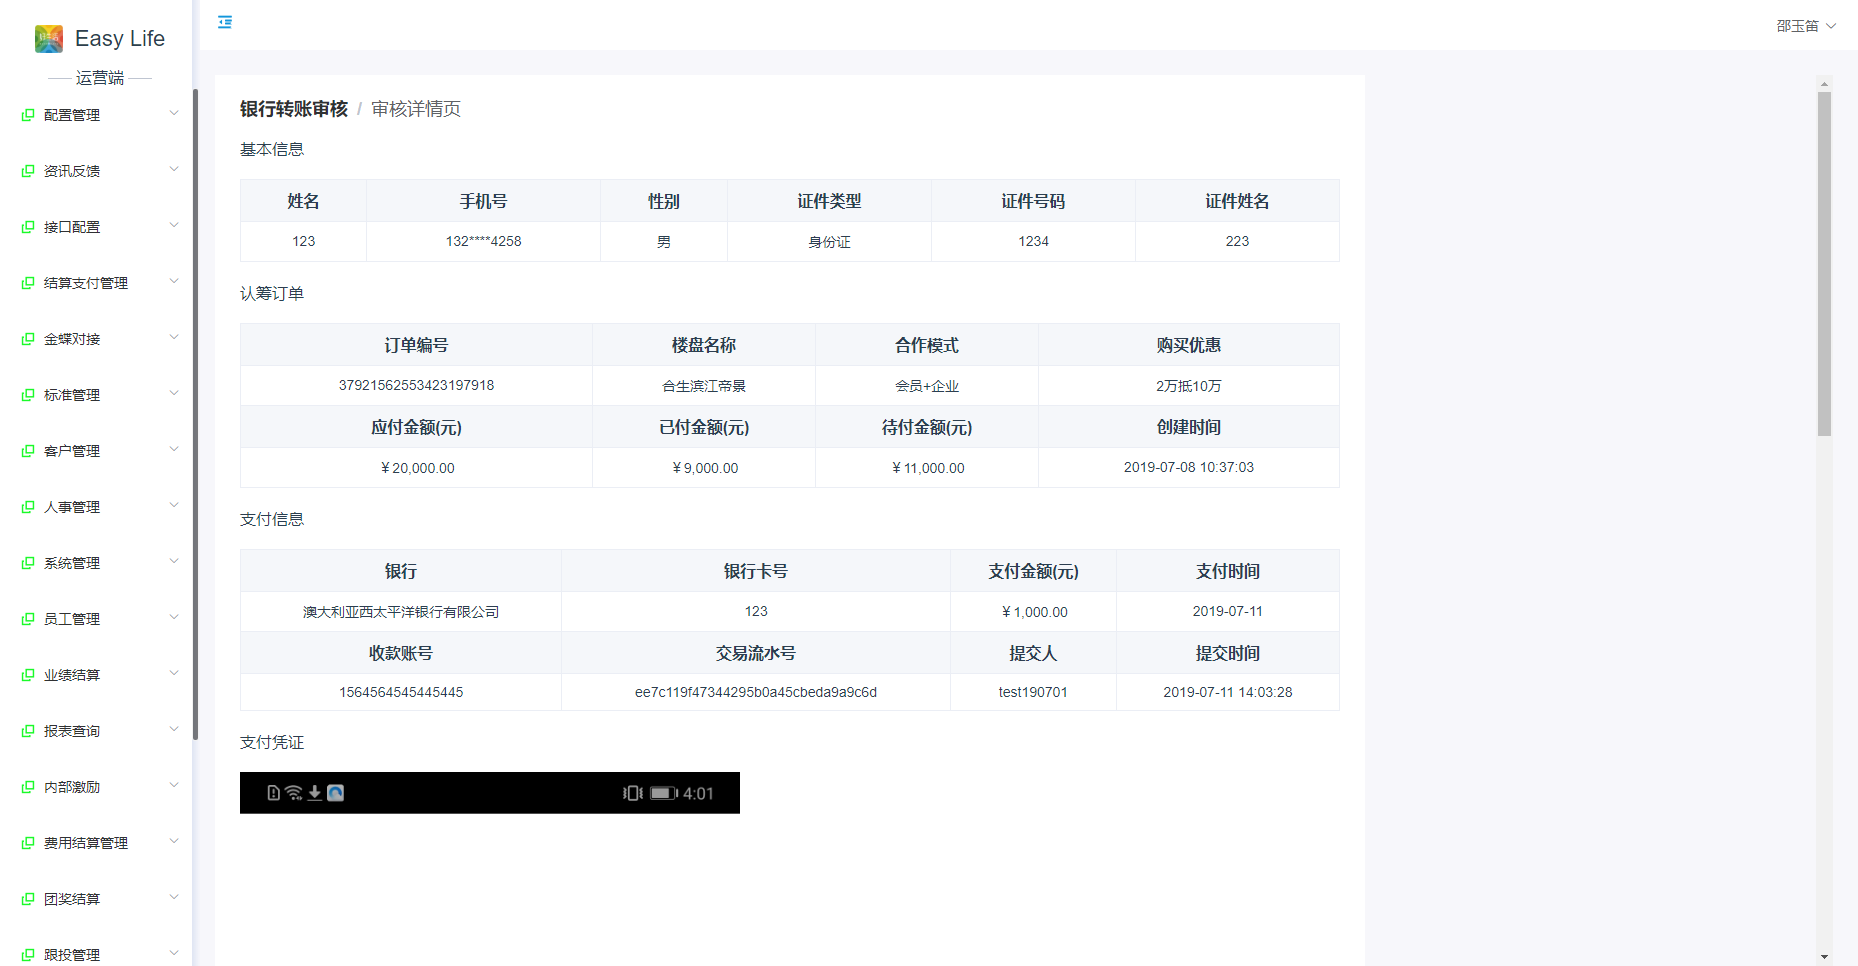 Easy Life
运营端
配置管理
资讯反馈
接口配置
结算支付管理
金蝶对接
标准管理
客户管理
人事管理
系统管理
员工管理
业绩结算
报表查询
内部激励
费用结算管理
团奖结算
跟投管理
邵玉笛
银行转账审核 / 审核详情页
基本信息
姓名 手机号 性别 证件类型 证件号码 证件姓名
123 132****4258 男 身份证 1234 223
认筹订单
订单编号 楼盘名称 合作模式 购买优惠
37921562553423197918 合生滨江帝景 会员+企业 2万抵10万
应付金额(元) 已付金额(元) 待付金额(元) 创建时间
¥20,000.00 ¥9,000.00 ¥11,000.00 2019-07-08 10:37:03
支付信息
银行 银行卡号 支付金额(元) 支付时间
澳大利亚西太平洋银行有限公司 123 ¥1,000.00 2019-07-11
收款账号 交易流水号 提交人 提交时间
1564564545445445 ee7c119f47344295b0a45cbeda9a9c6d test190701 2019-07-11 14:03:28
支付凭证
4:01